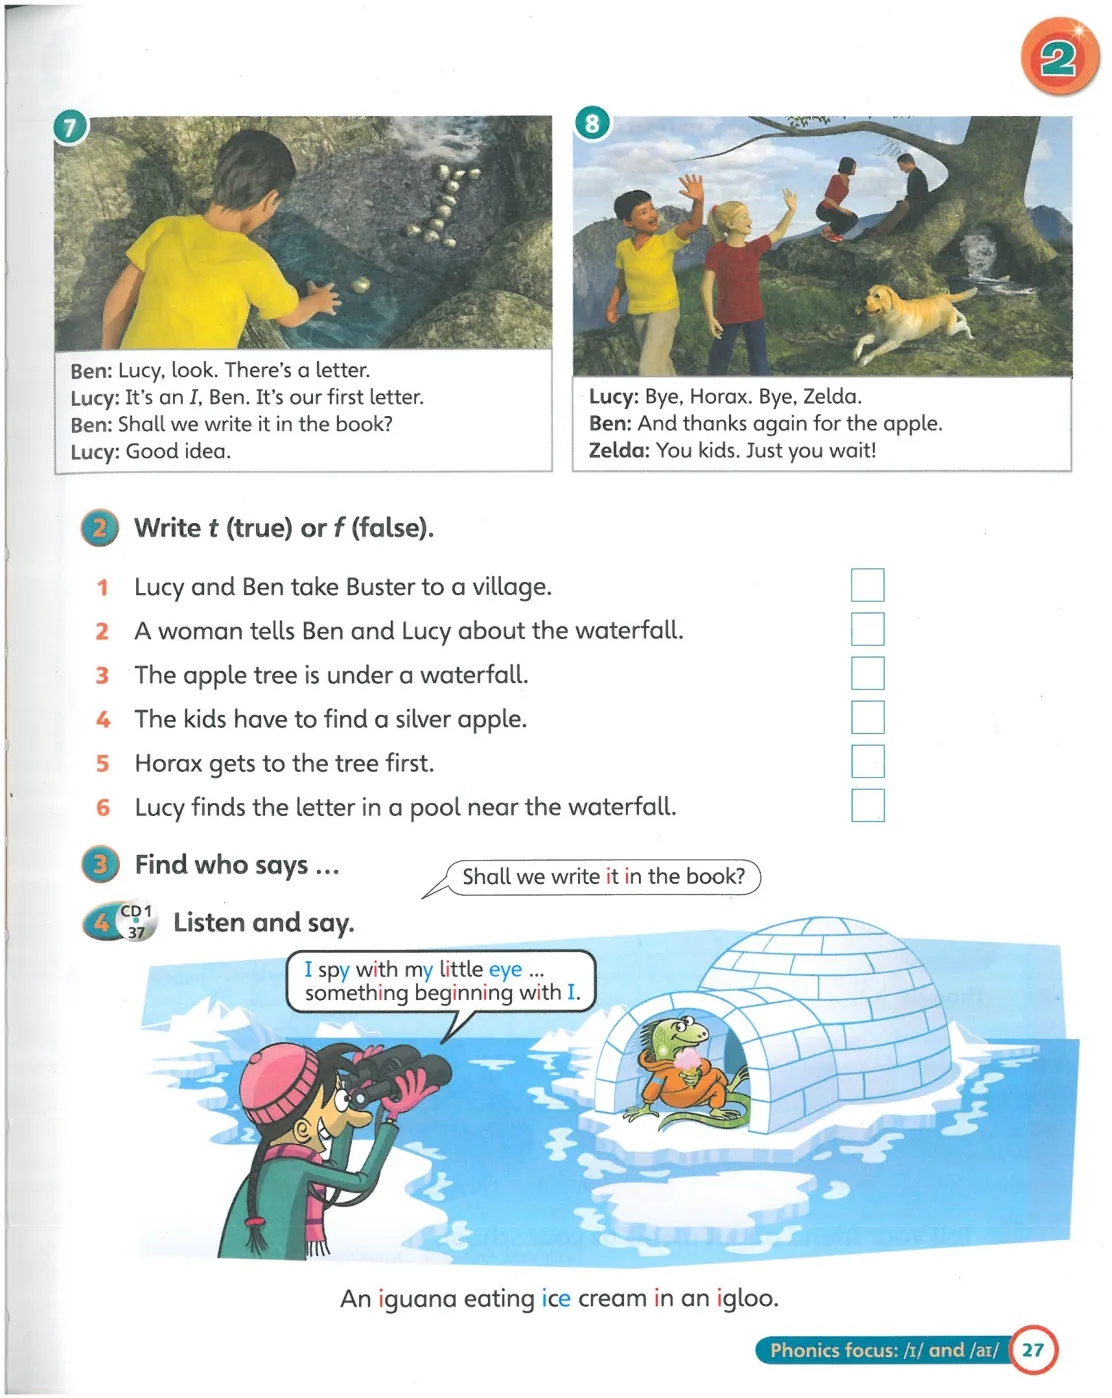 2
7
Ben: Lucy, look. There's a letter.
Lucy: It's an I, Ben. It's our first letter.
Ben: Shall we write it in the book?
Lucy: Good idea.
8
Lucy: Bye, Horax. Bye, Zelda.
Ben: And thanks again for the apple.
Zelda: You kids. Just you wait!
2 Write t (true) or f (false).
1 Lucy and Ben take Buster to a village.
2 A woman tells Ben and Lucy about the waterfall.
3 The apple tree is under a waterfall.
4 The kids have to find a silver apple.
5 Horax gets to the tree first.
6 Lucy finds the letter in a pool near the waterfall.
3 Find who says ...
Shall we write it in the book?
4 CD1 37 Listen and say.
I spy with my little eye ...
something beginning with I.
An iguana eating ice cream in an igloo.
Phonics focus: /ɪ/ and /aɪ/ 27